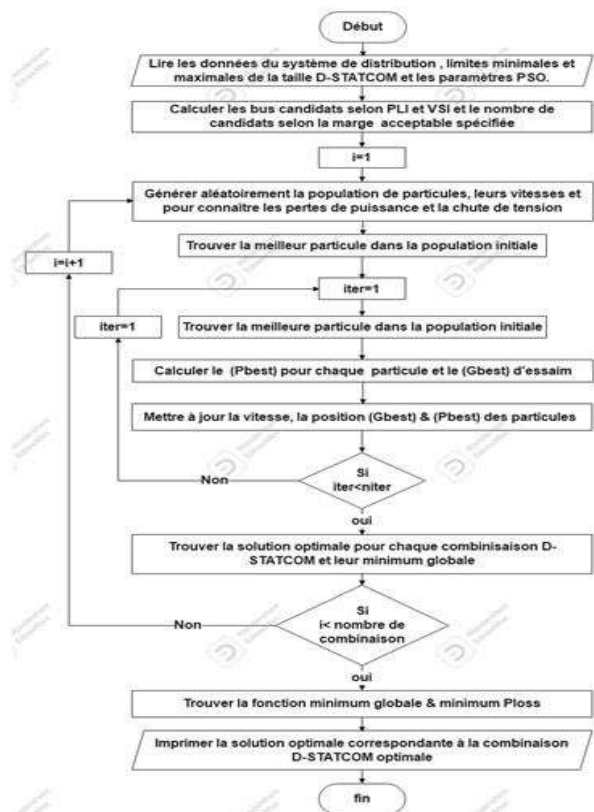 Début
Lire les données du système de distribution , limites minimales et
maximales de la taille D-STATCOM et les paramètres PSO.
Calculer les bus candidats selon PLI et VSI et le nombre de
candidats selon la marge acceptable spécifiée
i=1
Générer aléatoirement la population de particules, leurs vitesses et
pour connaître les pertes de puissance et la chute de tension
Trouver la meilleur particule dans la population initiale
i=i+1
iter=1
iter=1
Trouver la meilleure particule dans la population initiale
Calculer le (Pbest) pour chaque particule et le (Gbest) d'essaim
Mettre à jour la vitesse, la position (Gbest) & (Pbest) des particules
Non
Si
iter<niter
oui
Trouver la solution optimale pour chaque combinisaison D-
STATCOM et leur minimum globale
Non
Si
i< nombre de
combinaison
oui
Trouver la fonction minimum globale & minimum Ploss
Imprimer la solution optimale correspondante à la combinaison
D-STATCOM optimale
fin